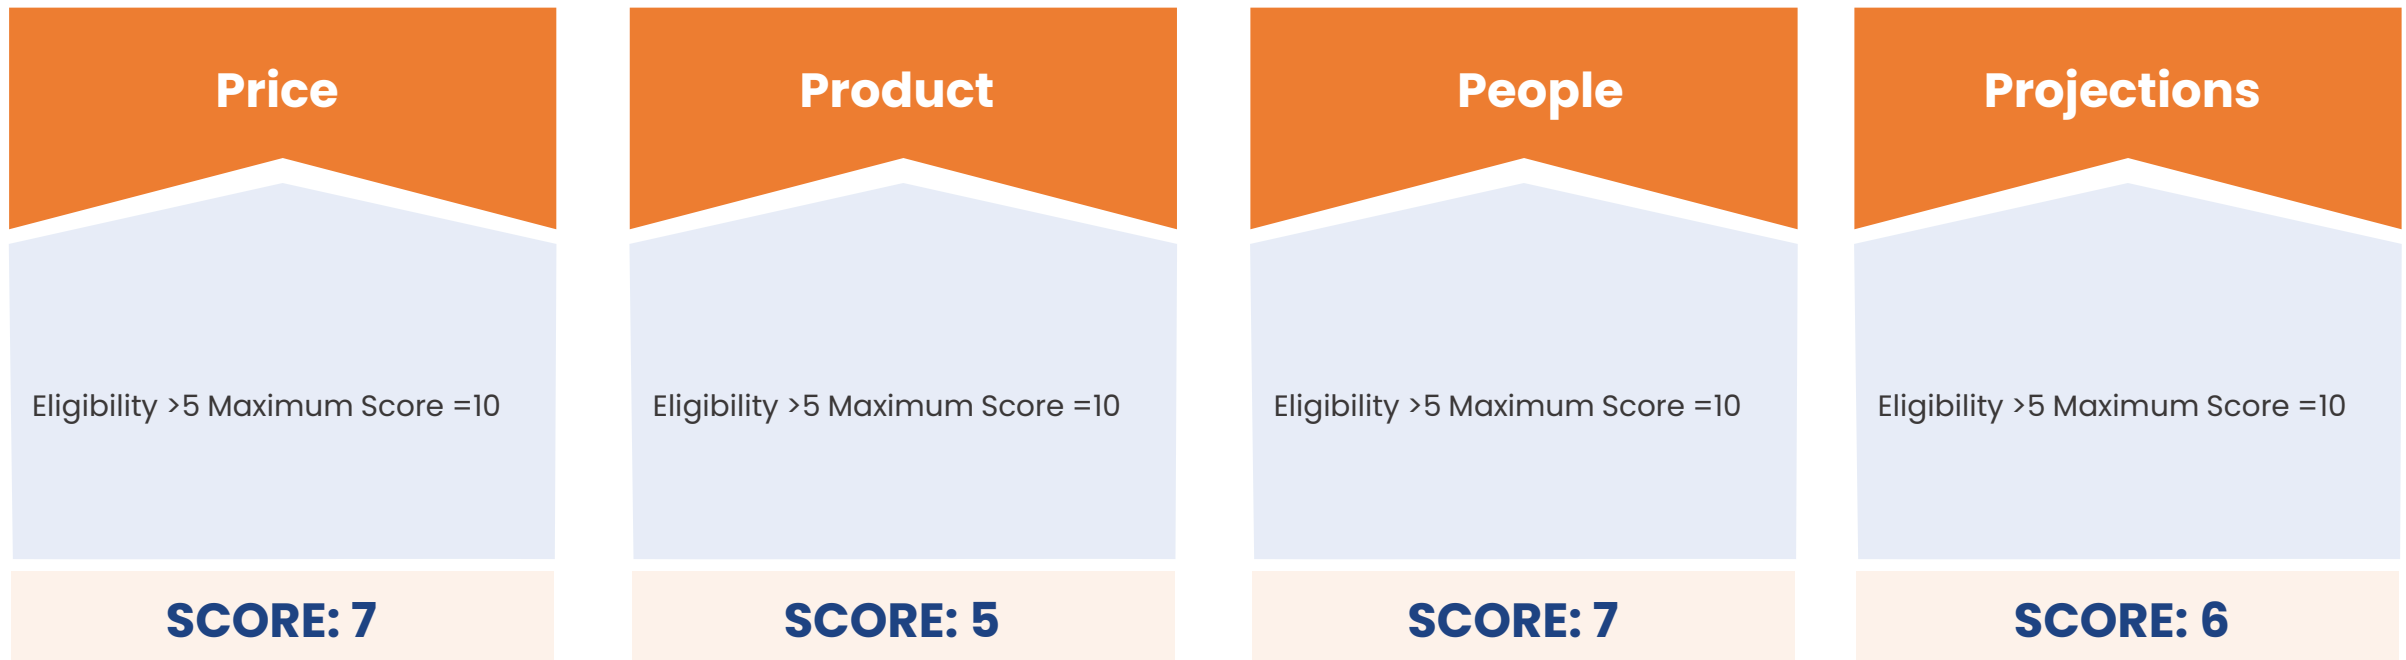 Price
Eligibility >5 Maximum Score =10
SCORE: 7
Product
Eligibility >5 Maximum Score =10
SCORE: 5
People
Eligibility >5 Maximum Score =10
SCORE: 7
Projections
Eligibility >5 Maximum Score =10
SCORE: 6